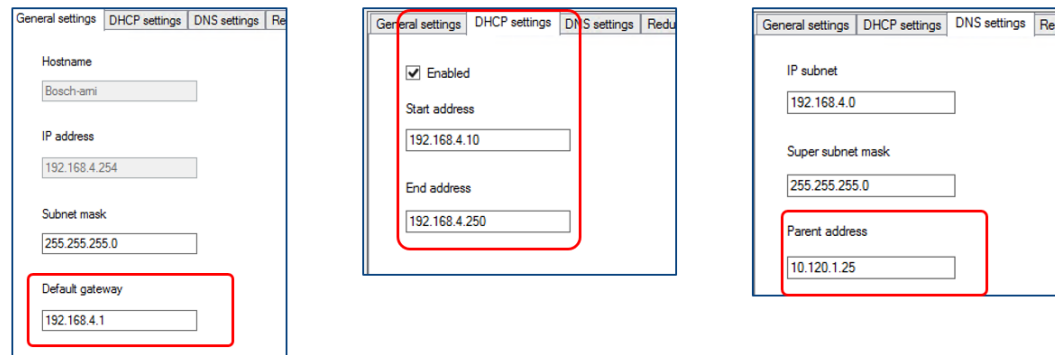 General settings DHCP settings DNS settings Re
Hostname
Bosch-ami
IP address
192.168.4.254
Subnet mask
255.255.255.0
Default gateway
192.168.4.1
General settings DHCP settings DNS settings Redu
Enabled
Start address
192.168.4.10
End address
192.168.4.250
General settings DHCP settings DNS settings Re
IP subnet
192.168.4.0
Super subnet mask
255.255.255.0
Parent address
10.120.1.25